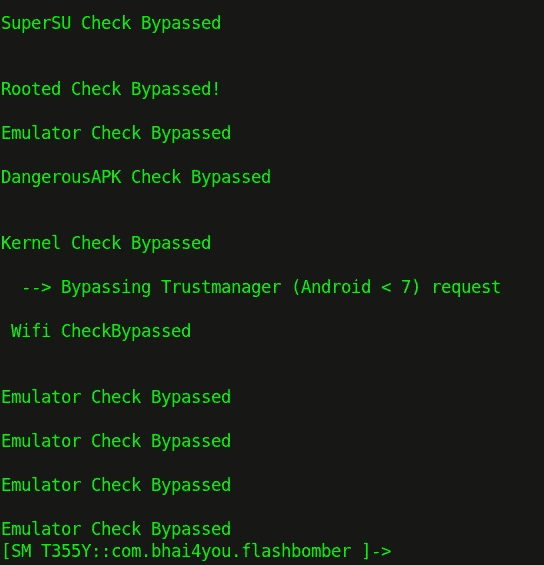 SuperSU Check Bypassed
Rooted Check Bypassed!
Emulator Check Bypassed
DangerousAPK Check Bypassed
Kernel Check Bypassed
--> Bypassing Trustmanager (Android < 7) request
Wifi CheckBypassed
Emulator Check Bypassed
Emulator Check Bypassed
Emulator Check Bypassed
Emulator Check Bypassed
[SM T355Y::com.bhai4you.flashbomber ]->